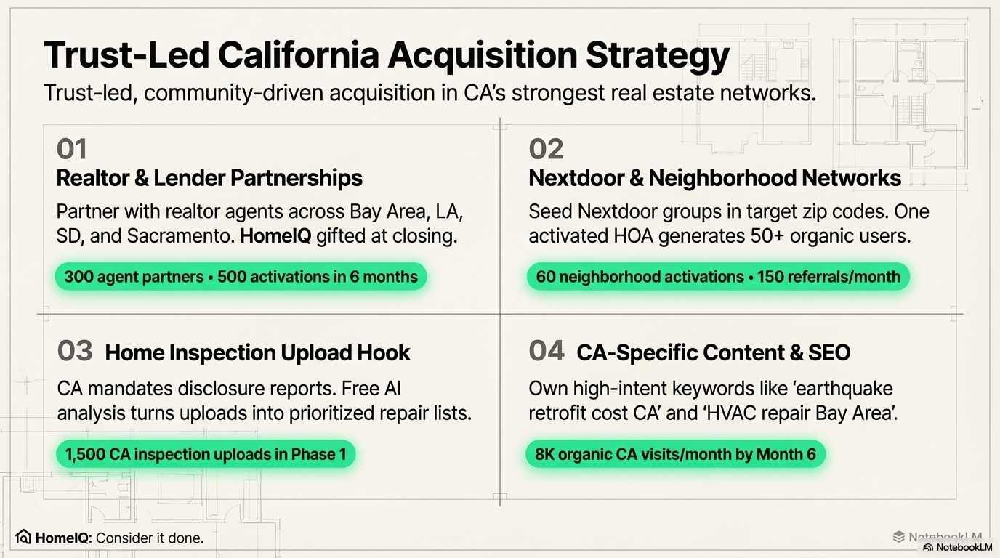 Trust-Led California Acquisition Strategy
Trust-led, community-driven acquisition in CA's strongest real estate networks.
01
Realtor & Lender Partnerships
Partner with realtor agents across Bay Area, LA,
SD, and Sacramento. HomeIQ gifted at closing.
300 agent partners • 500 activations in 6 months
02
Nextdoor & Neighborhood Networks
Seed Nextdoor groups in target zip codes. One
activated HOA generates 50+ organic users.
60 neighborhood activations • 150 referrals/month
03 Home Inspection Upload Hook
CA mandates disclosure reports. Free AI
analysis turns uploads into prioritized repair lists.
1,500 CA inspection uploads in Phase 1
04 CA-Specific Content & SEO
Own high-intent keywords like ‘earthquake
retrofit cost CA’ and ‘HVAC repair Bay Area’.
8K organic CA visits/month by Month 6
HomeIQ: Consider it done.
NotebookLM
NotebookLM